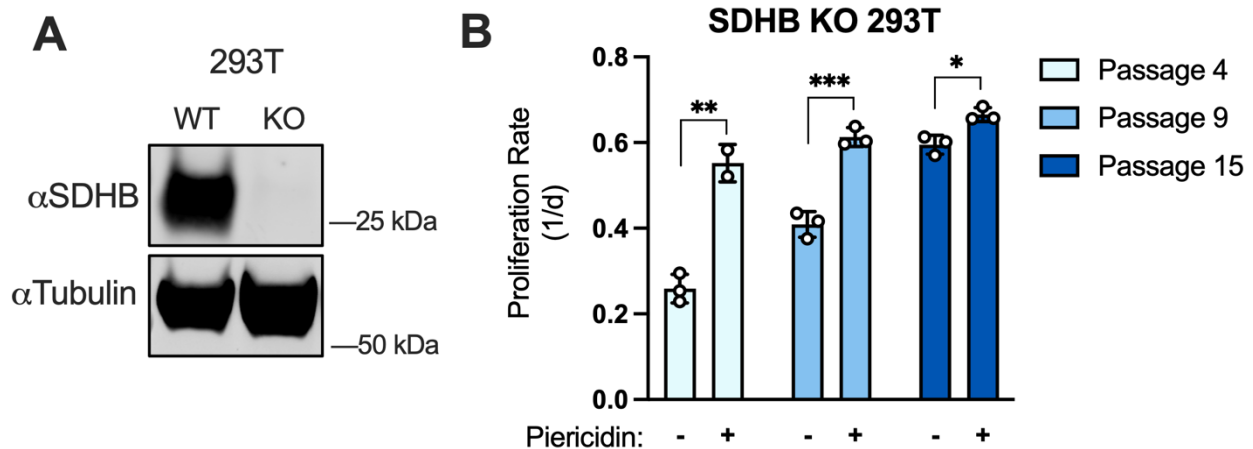 A
293T
WT KO
αSDHB
—25 kDa
αTubulin
—50 kDa
B
SDHB KO 293T
Proliferation Rate
(1/d)
0.8
0.6
0.4
0.2
0.0
**
***
*
Piericidin: - + - + - +
Passage 4
Passage 9
Passage 15